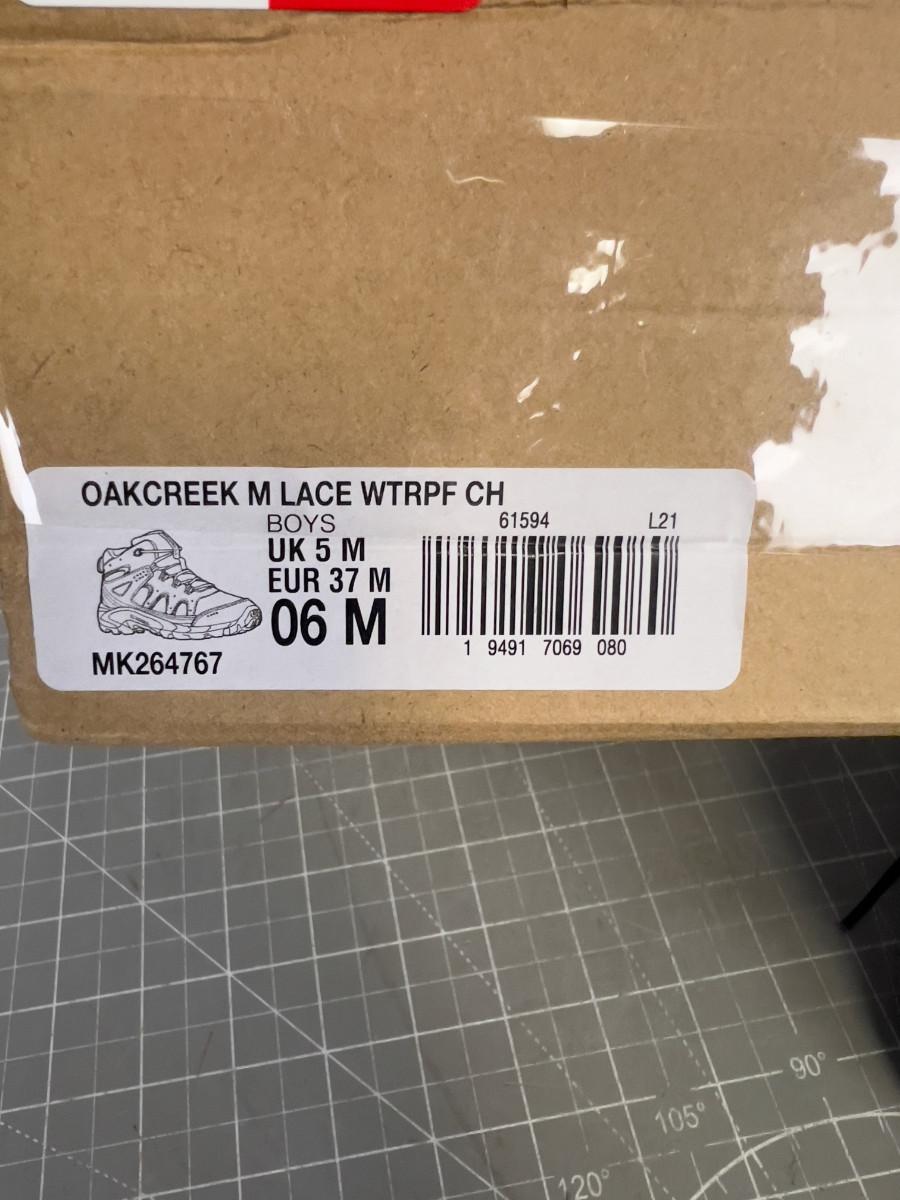 OAKCREEK M LACE WTRPF CH
BOYS
UK 5 M
EUR 37 M
06 M
MK264767
61594 L21
1 9491 7069 080
90°
105°
120°